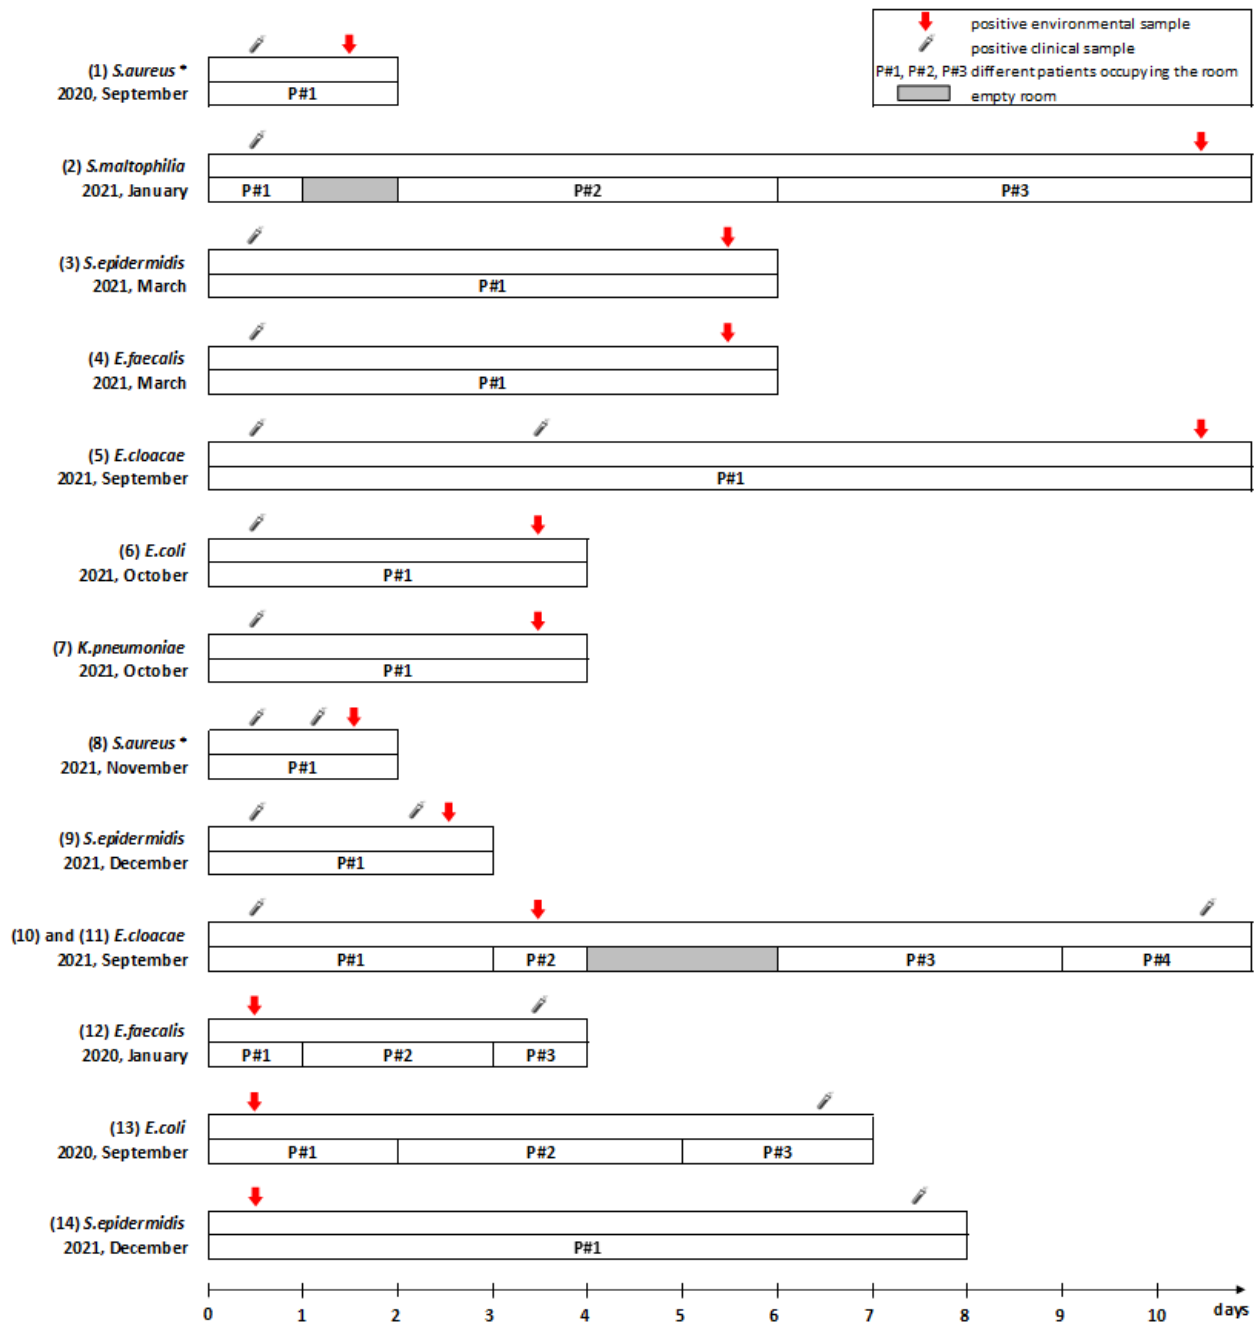 positive environmental sample
positive clinical sample
P#1, P#2, P#3 different patients occupying the room
empty room
(1) S.aureus *
2020, September
P#1
(2) S.maltophilia
2021, January
P#1 P#2 P#3
(3) S.epidermidis
2021, March
P#1
(4) E.faecalis
2021, March
P#1
(5) E.cloacae
2021, September
P#1
(6) E.coli
2021, October
P#1
(7) K.pneumoniae
2021, October
P#1
(8) S.aureus *
2021, November
P#1
(9) S.epidermidis
2021, December
P#1
(10) and (11) E.cloacae
2021, September
P#1 P#2 P#3 P#4
(12) E.faecalis
2020, January
P#1 P#2 P#3
(13) E.coli
2020, September
P#1 P#2 P#3
(14) S.epidermidis
2021, December
P#1
0 1 2 3 4 5 6 7 8 9 10 days